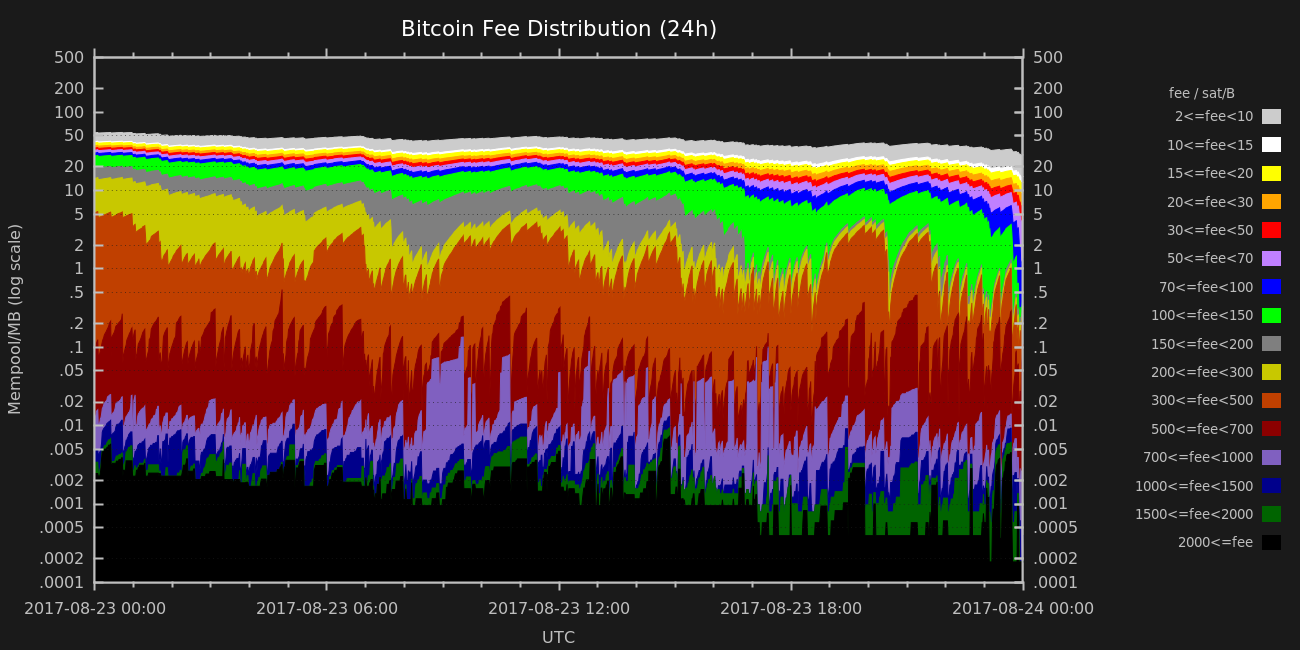 Bitcoin Fee Distribution (24h)
Mempool/MB (log scale)
500
200
100
50
20
10
5
2
1
.5
.2
.1
.05
.02
.01
.005
.002
.001
.0005
.0002
.0001
500
200
100
50
20
10
5
2
1
.5
.2
.1
.05
.02
.01
.005
.002
.001
.0005
.0002
.0001
2017-08-23 00:00
2017-08-23 06:00
2017-08-23 12:00
2017-08-23 18:00
2017-08-24 00:00
UTC
fee / sat/B
2<=fee<10
10<=fee<15
15<=fee<20
20<=fee<30
30<=fee<50
50<=fee<70
70<=fee<100
100<=fee<150
150<=fee<200
200<=fee<300
300<=fee<500
500<=fee<700
700<=fee<1000
1000<=fee<1500
1500<=fee<2000
2000<=fee